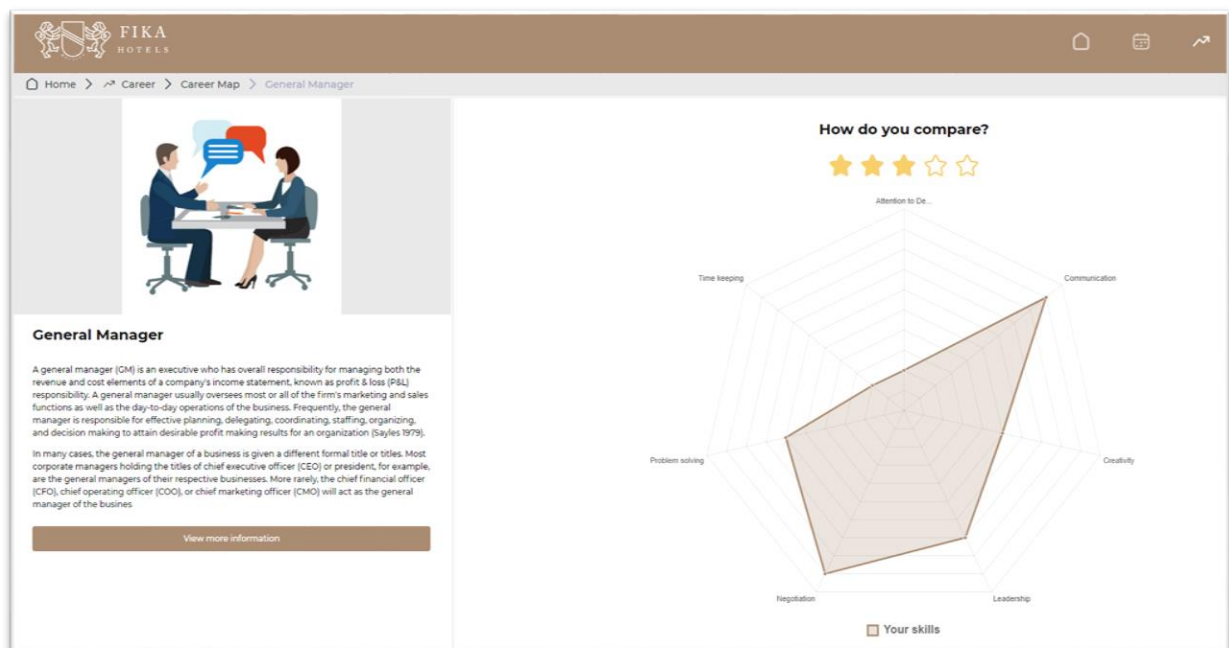 FIKA
HOTELS
Home > Career > Career Map > General Manager
General Manager
A general manager (GM) is an executive who has overall responsibility for managing both the
revenue and cost elements of a company's income statement, known as profit & loss (P&L)
responsibility. A general manager usually oversees most or all of the firm's marketing and sales
functions as well as the day-to-day operations of the business. Frequently, the general
manager is responsible for effective planning, delegating, coordinating, staffing, organizing,
and decision making to attain desirable profit making results for an organization (Sayles 1979).
In many cases, the general manager of a business is given a different formal title or titles. Most
corporate managers holding the titles of chief executive officer (CEO) or president, for example,
are the general managers of their respective businesses. More rarely, the chief financial officer
(CFO), chief operating officer (COO), or chief marketing officer (CMO) will act as the general
manager of the busines
View more information
How do you compare?
Attention to De...
Time keeping
Communication
Problem solving
Creativity
Negotiation
Leadership
Your skills